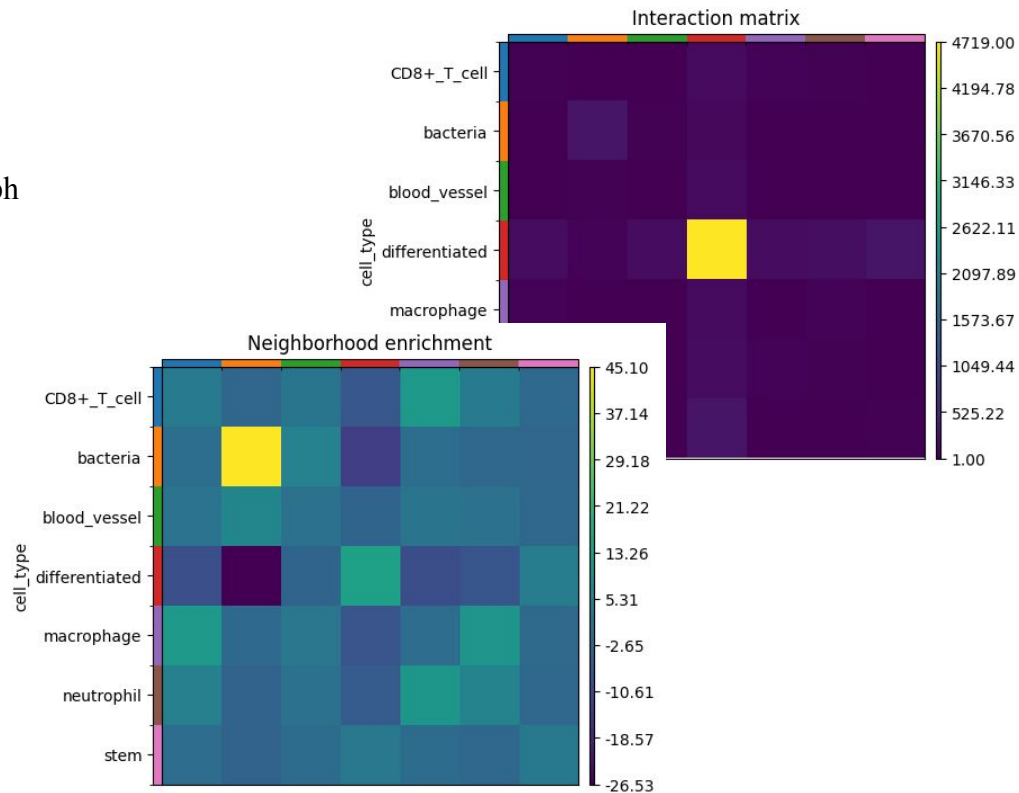 Interaction matrix
CD8+_T_cell
bacteria
blood_vessel
differentiated
macrophage
cell_type
4719.00
4194.78
3670.56
3146.33
2622.11
2097.89
1573.67
1049.44
525.22
1.00
ph
Neighborhood enrichment
CD8+_T_cell
bacteria
blood_vessel
differentiated
macrophage
neutrophil
stem
cell_type
45.10
37.14
29.18
21.22
13.26
5.31
-2.65
-10.61
-18.57
-26.53